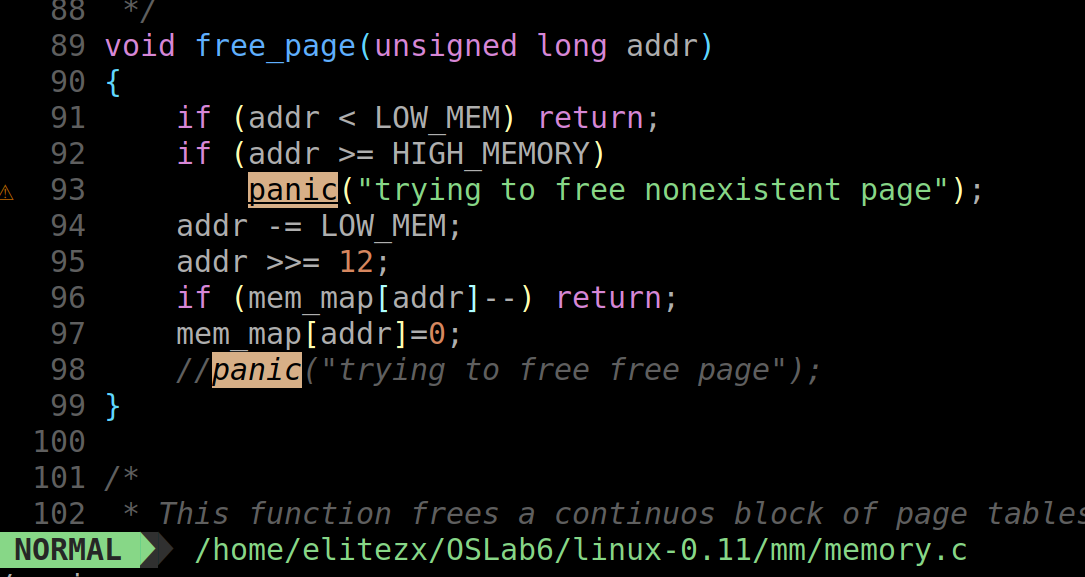 88  */
89 void free_page(unsigned long addr)
90 {
91     if (addr < LOW_MEM) return;
92     if (addr >= HIGH_MEMORY)
⚠ 93         panic("trying to free nonexistent page");
94     addr -= LOW_MEM;
95     addr >>= 12;
96     if (mem_map[addr]--) return;
97     mem_map[addr]=0;
98     //panic("trying to free free page");
99 }
100
101 /*
102  * This function frees a continuos block of page tables
NORMAL /home/elitezx/OSLab6/linux-0.11/mm/memory.c